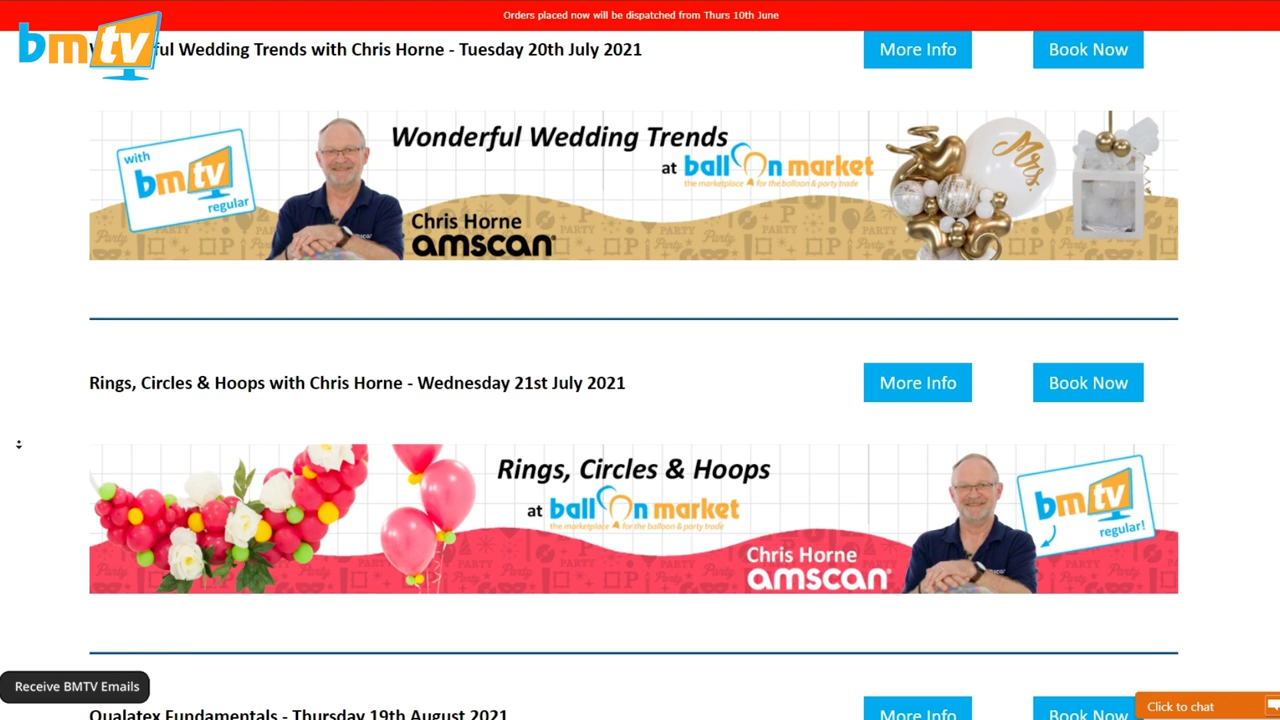 Orders placed now will be dispatched from Thurs 10th June
bmtv
ful Wedding Trends with Chris Horne - Tuesday 20th July 2021
More Info
Book Now
with
bmtv
regular
Wonderful Wedding Trends
at balloon market
the marketplace for the balloon & party trade
Chris Horne
amscan
Mrs.
Rings, Circles & Hoops with Chris Horne - Wednesday 21st July 2021
More Info
Book Now
Rings, Circles & Hoops
at balloon market
the marketplace for the balloon & party trade
Chris Horne
amscan
bmtv
regular!
Receive BMTV Emails
Qualatex Fundamentals - Thursday 19th August 2021
More Info
Book Now
Click to chat